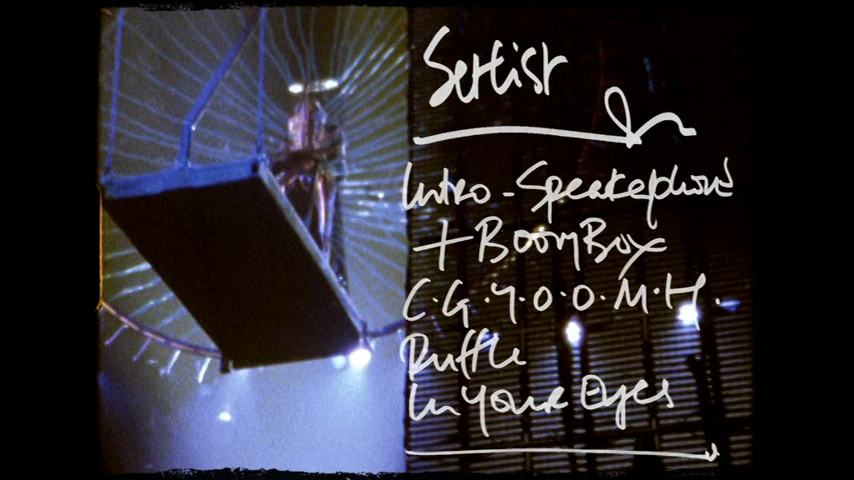 Setlist
Intro - Speakerphone
+ BoomBox
C.G.Y.O.O.M.H.
Ruffle
In Your Eyes